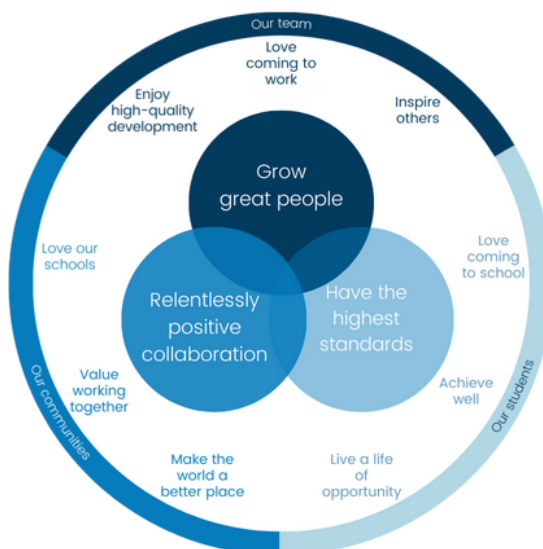 Our team
Love
coming to
work
Enjoy
high-quality
development
Inspire
others
Grow
great people
Love our
schools
Love
coming
to school
Relentlessly
positive
collaboration
Have the
highest
standards
Value
working
together
Achieve
well
Our communities
Our students
Make the
world a
better place
Live a life
of
opportunity